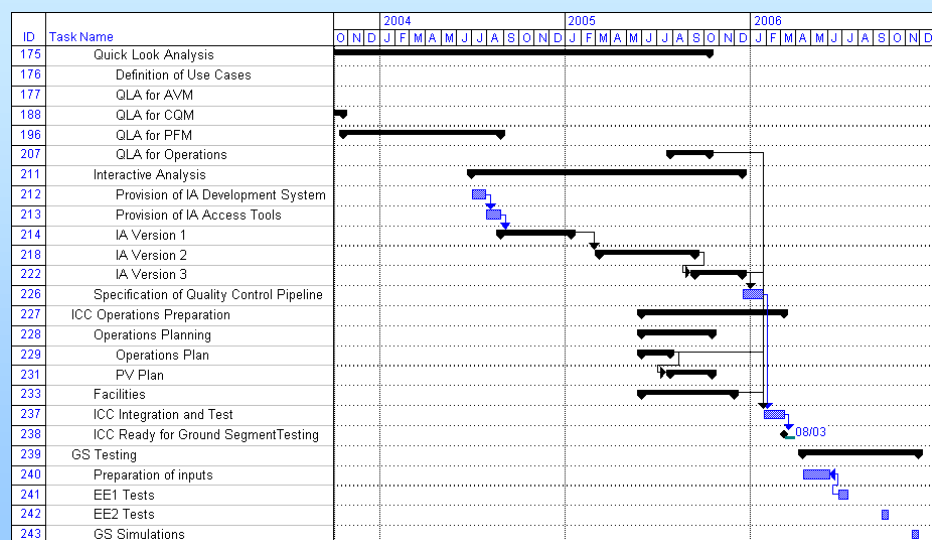 2004 2005 2006
ID Task Name O N D J F M A M J J A S O N D J F M A M J J A S O N D J F M A M J J A S O N D
175 Quick Look Analysis
176 Definition of Use Cases
177 QLA for AVM
188 QLA for CQM
196 QLA for PFM
207 QLA for Operations
211 Interactive Analysis
212 Provision of IA Development System
213 Provision of IA Access Tools
214 IA Version 1
218 IA Version 2
222 IA Version 3
226 Specification of Quality Control Pipeline
227 ICC Operations Preparation
228 Operations Planning
229 Operations Plan
231 PV Plan
233 Facilities
237 ICC Integration and Test
238 ICC Ready for Ground SegmentTesting 08/03
239 GS Testing
240 Preparation of inputs
241 EE1 Tests
242 EE2 Tests
243 GS Simulations